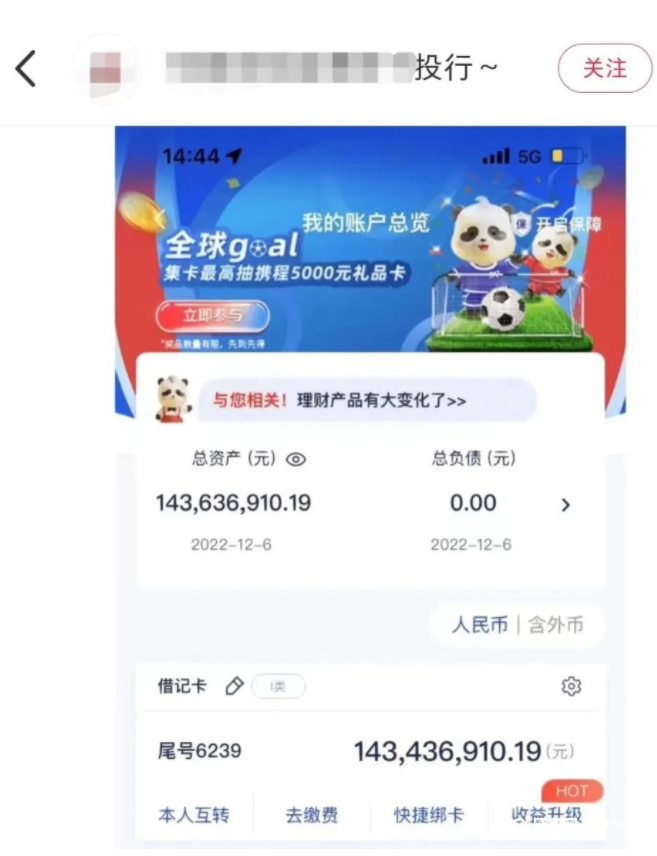 投行~
关注
14:44
5G
我的账户总览
保 开启保障
全球goal
集卡最高抽携程5000元礼品卡
立即参与
*奖品数量有限，先到先得
与您相关！理财产品有大变化了>>
总资产 (元)
总负债 (元)
143,636,910.19
0.00
2022-12-6
2022-12-6
人民币 | 含外币
借记卡
I类
尾号6239
143,436,910.19(元)
HOT
本人互转
去缴费
快捷绑卡
收益升级